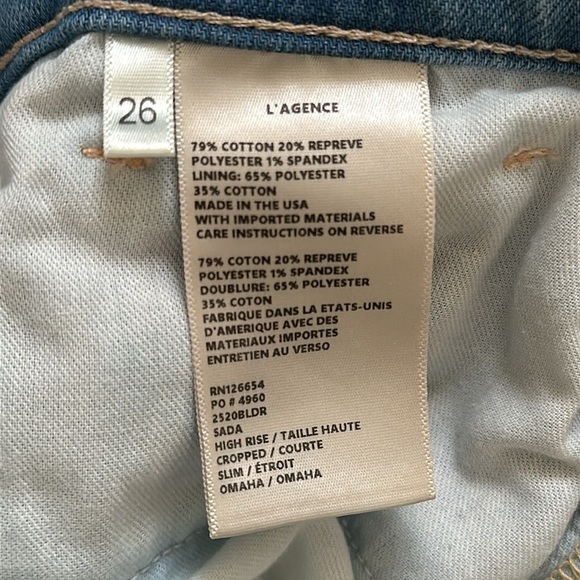 26
L'AGENCE
79% COTTON 20% REPREVE
POLYESTER 1% SPANDEX
LINING: 65% POLYESTER
35% COTTON
MADE IN THE USA
WITH IMPORTED MATERIALS
CARE INSTRUCTIONS ON REVERSE
79% COTTON 20% REPREVE
POLYESTER 1% SPANDEX
DOUBLURE: 65% POLYESTER
35% COTON
FABRIQUE DANS LA ETATS-UNIS
D'AMERIQUE AVEC DES
MATERIAUX IMPORTES
ENTRETIEN AU VERSO
RN126654
PO # 4960
2520BLDR
SADA
HIGH RISE / TAILLE HAUTE
CROPPED / COURTE
SLIM / ÉTROIT
OMAHA / OMAHA